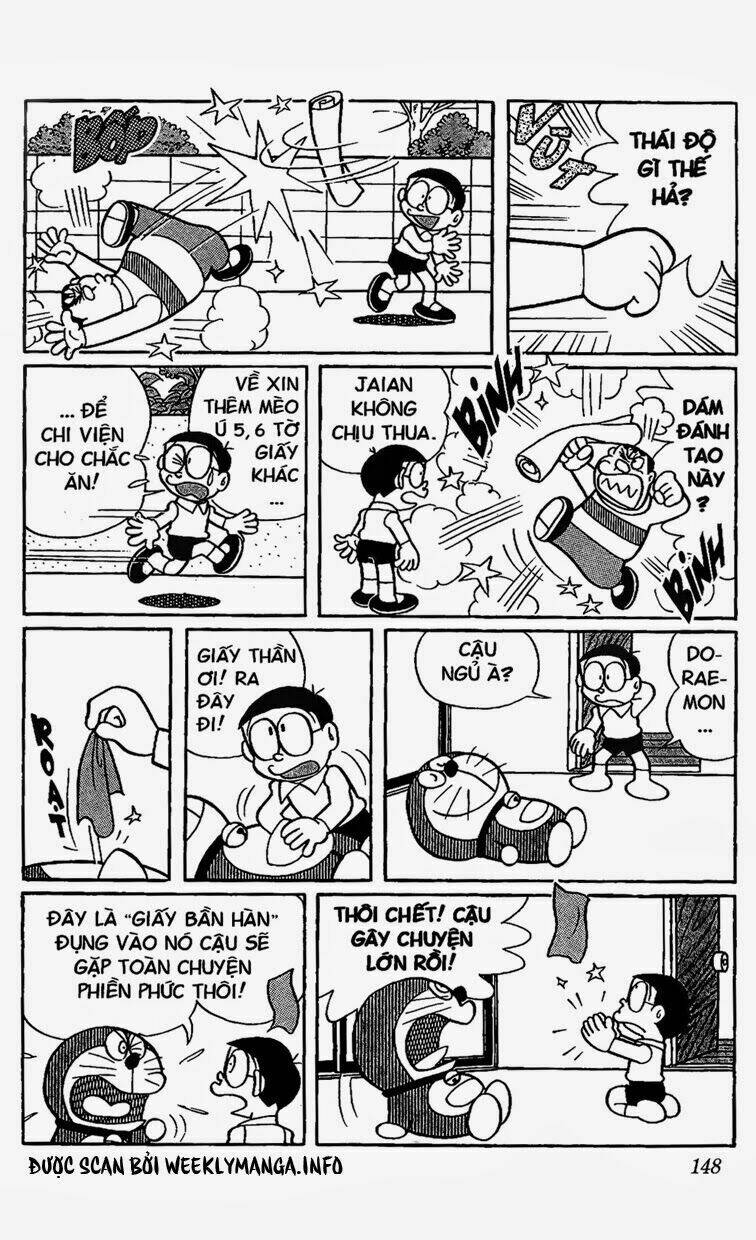 THÁI ĐỘ
GÌ THẾ
HẢ?
VÚT
BỐP
DÁM
ĐÁNH
TAO
NÀY
?
BINH
BINH
JAIAN
KHÔNG
CHỊU THUA.
VỀ XIN
THÊM MÈO
Ú 5, 6 TỜ
GIẤY
KHÁC
...
... ĐỂ
CHI VIỆN
CHO CHẮC
ĂN!
DO-
RAE-
MON
...
CẬU
NGỦ À?
GIẤY THẦN
ƠI! RA
ĐÂY
ĐI!
ROẠT
THÔI CHẾT! CẬU
GÂY CHUYỆN
LỚN RỒI!
ĐÂY LÀ "GIẤY BẦN HÀN"
ĐỤNG VÀO NÓ CẬU SẼ
GẶP TOÀN CHUYỆN
PHIỀN PHỨC THÔI!
ĐƯỢC SCAN BỞI WEEKLYMANGA.INFO
148